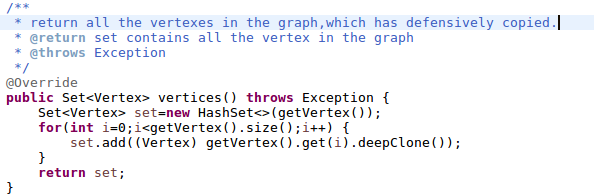 /**
 * return all the vertexes in the graph,which has defensively copied.
 * @return set contains all the vertex in the graph
 * @throws Exception
 */
@Override
public Set<Vertex> vertices() throws Exception {
    Set<Vertex> set=new HashSet<>(getVertex());
    for(int i=0;i<getVertex().size();i++) {
        set.add((Vertex) getVertex().get(i).deepClone());
    }
    return set;
}